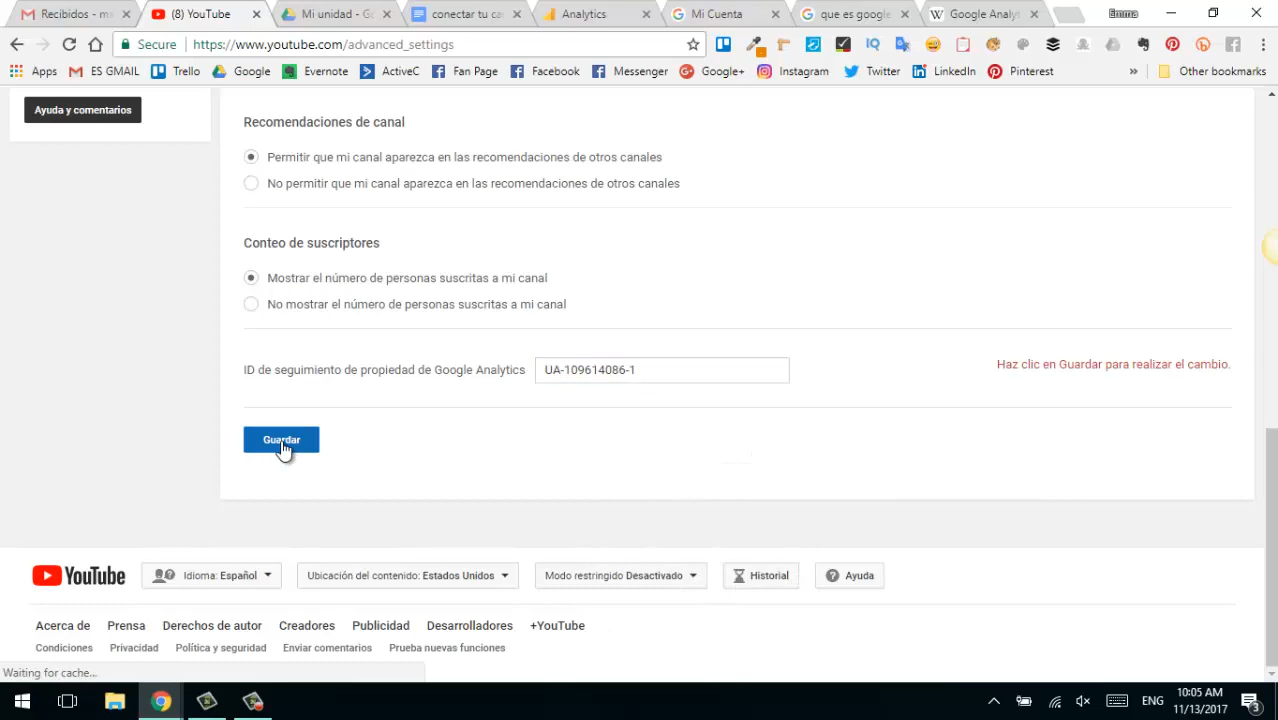 Recibidos - m
(8) YouTube
Mi unidad - Go
conectar tu ca
Analytics
Mi Cuenta
que es google
Google Analyt
Emma
Secure
https://www.youtube.com/advanced_settings
Apps
ES GMAIL
Trello
Google
Evernote
ActiveC
Fan Page
Facebook
Messenger
Google+
Instagram
Twitter
LinkedIn
Pinterest
»
Other bookmarks
Ayuda y comentarios
Recomendaciones de canal
Permitir que mi canal aparezca en las recomendaciones de otros canales
No permitir que mi canal aparezca en las recomendaciones de otros canales
Conteo de suscriptores
Mostrar el número de personas suscritas a mi canal
No mostrar el número de personas suscritas a mi canal
ID de seguimiento de propiedad de Google Analytics
UA-109614086-1
Haz clic en Guardar para realizar el cambio.
Guardar
YouTube
Idioma: Español
Ubicación del contenido: Estados Unidos
Modo restringido Desactivado
Historial
Ayuda
Acerca de
Prensa
Derechos de autor
Creadores
Publicidad
Desarrolladores
+YouTube
Condiciones
Privacidad
Política y seguridad
Enviar comentarios
Prueba nuevas funciones
Waiting for cache...
ENG
10:05 AM
11/13/2017
3